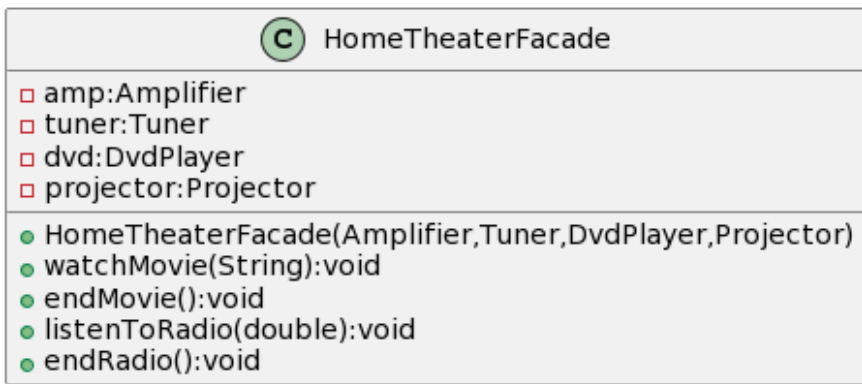 C HomeTheaterFacade
amp:Amplifier
tuner:Tuner
dvd:DvdPlayer
projector:Projector
HomeTheaterFacade(Amplifier,Tuner,DvdPlayer,Projector)
watchMovie(String):void
endMovie():void
listenToRadio(double):void
endRadio():void